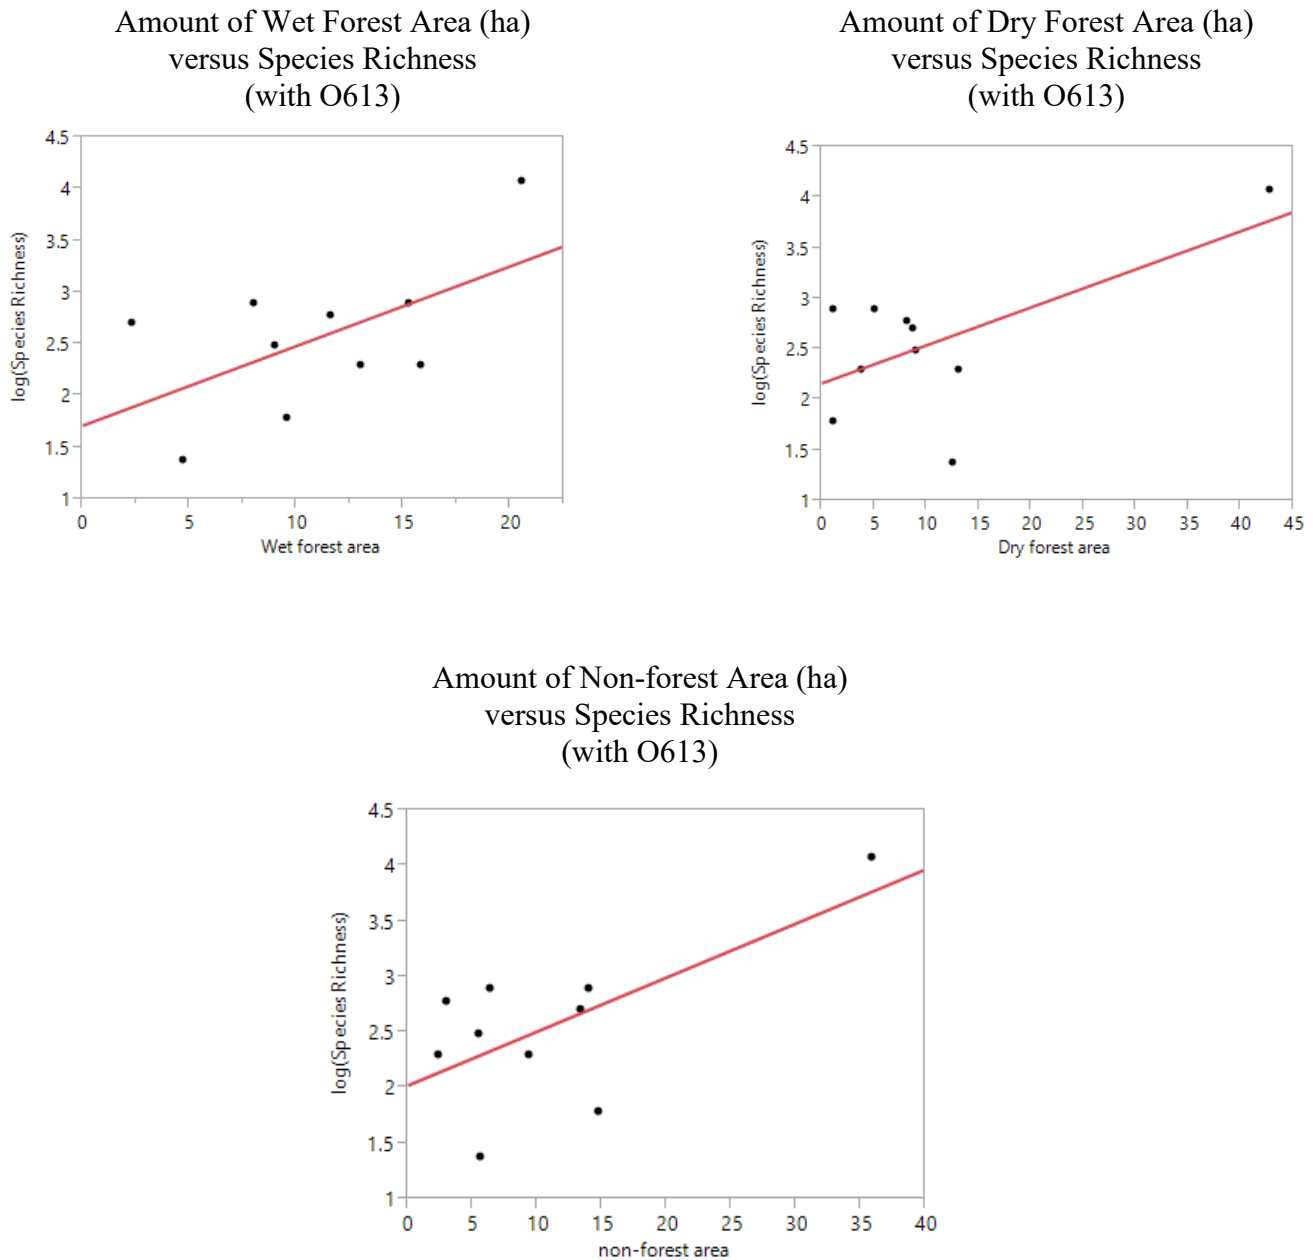 Amount of Wet Forest Area (ha)
versus Species Richness
(with O613)
4.5
4
3.5
3
2.5
2
1.5
1
log(Species Richness)
0 5 10 15 20
Wet forest area
Amount of Dry Forest Area (ha)
versus Species Richness
(with O613)
4.5
4
3.5
3
2.5
2
1.5
1
log(Species Richness)
0 5 10 15 20 25 30 35 40 45
Dry forest area
Amount of Non-forest Area (ha)
versus Species Richness
(with O613)
4.5
4
3.5
3
2.5
2
1.5
1
log(Species Richness)
0 5 10 15 20 25 30 35 40
non-forest area